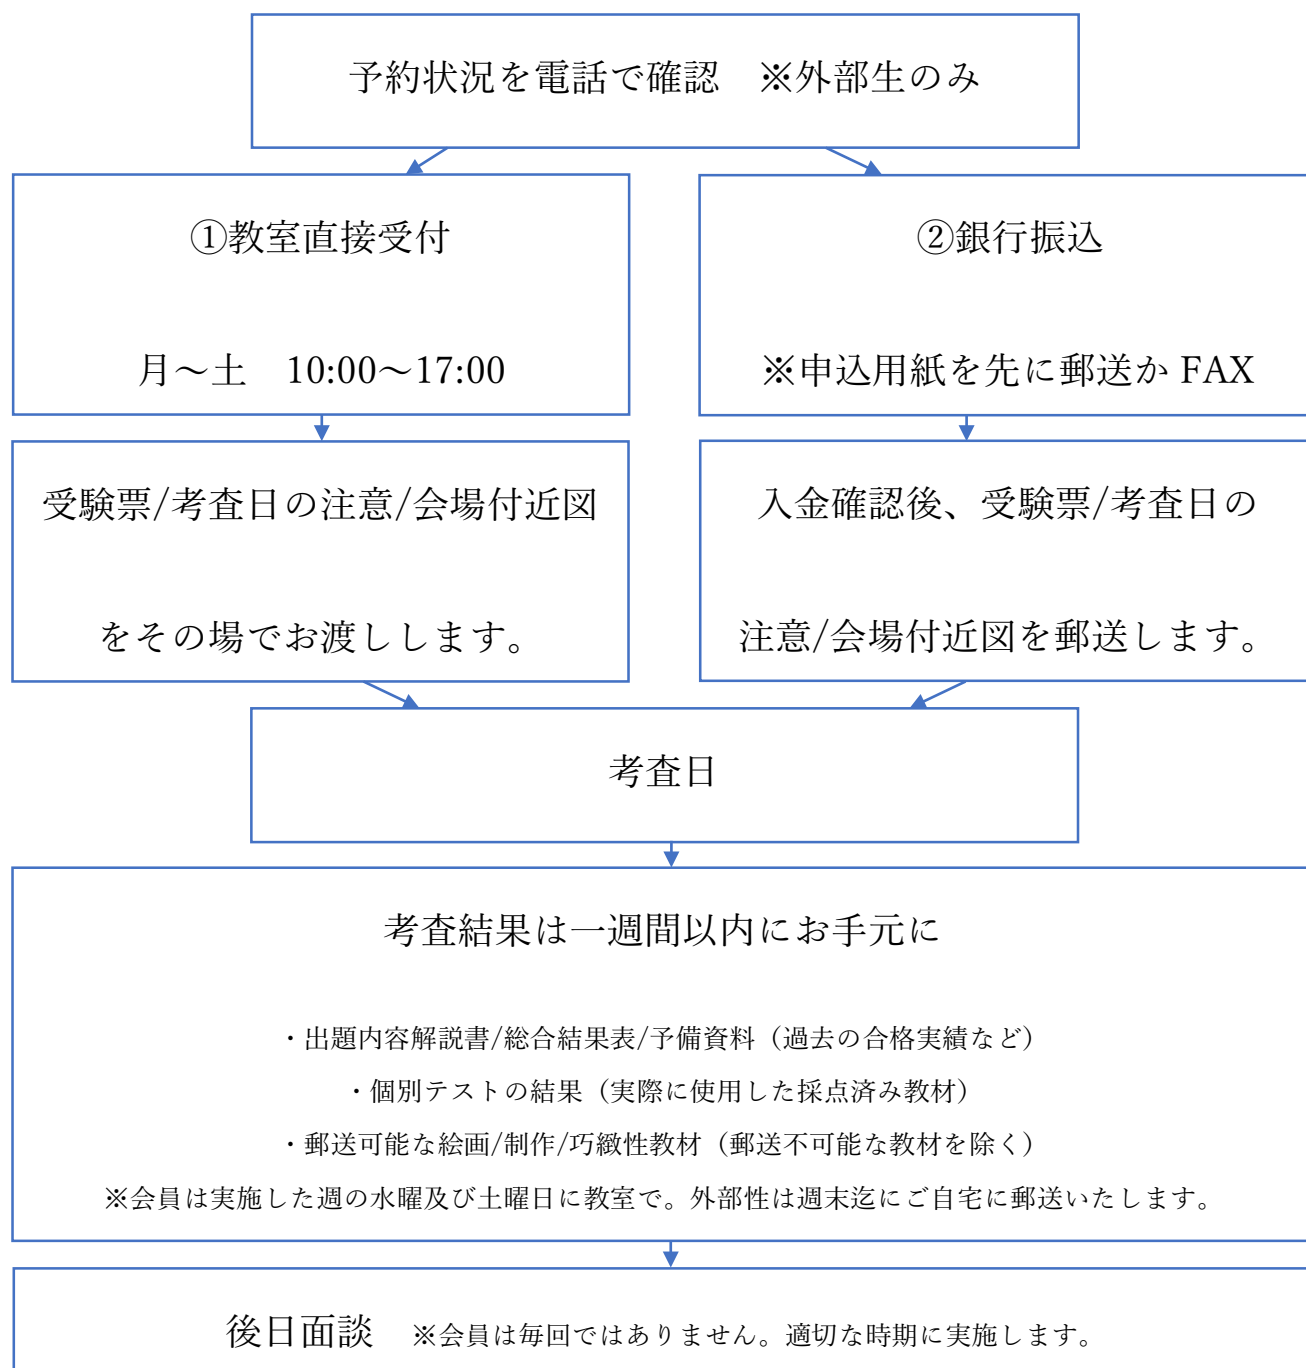 予約状況を電話で確認　※外部生のみ
①教室直接受付
月～土　10:00～17:00
②銀行振込
※申込用紙を先に郵送か FAX
受験票/考査日の注意/会場付近図
をその場でお渡しします。
入金確認後、受験票/考査日の
注意/会場付近図を郵送します。
考査日
考査結果は一週間以内にお手元に
・出題内容解説書/総合結果表/予備資料（過去の合格実績など）
・個別テストの結果（実際に使用した採点済み教材）
・郵送可能な絵画/制作/巧緻性教材（郵送不可能な教材を除く）
※会員は実施した週の水曜及び土曜日に教室で。外部性は週末迄にご自宅に郵送いたします。
後日面談　※会員は毎回ではありません。適切な時期に実施します。